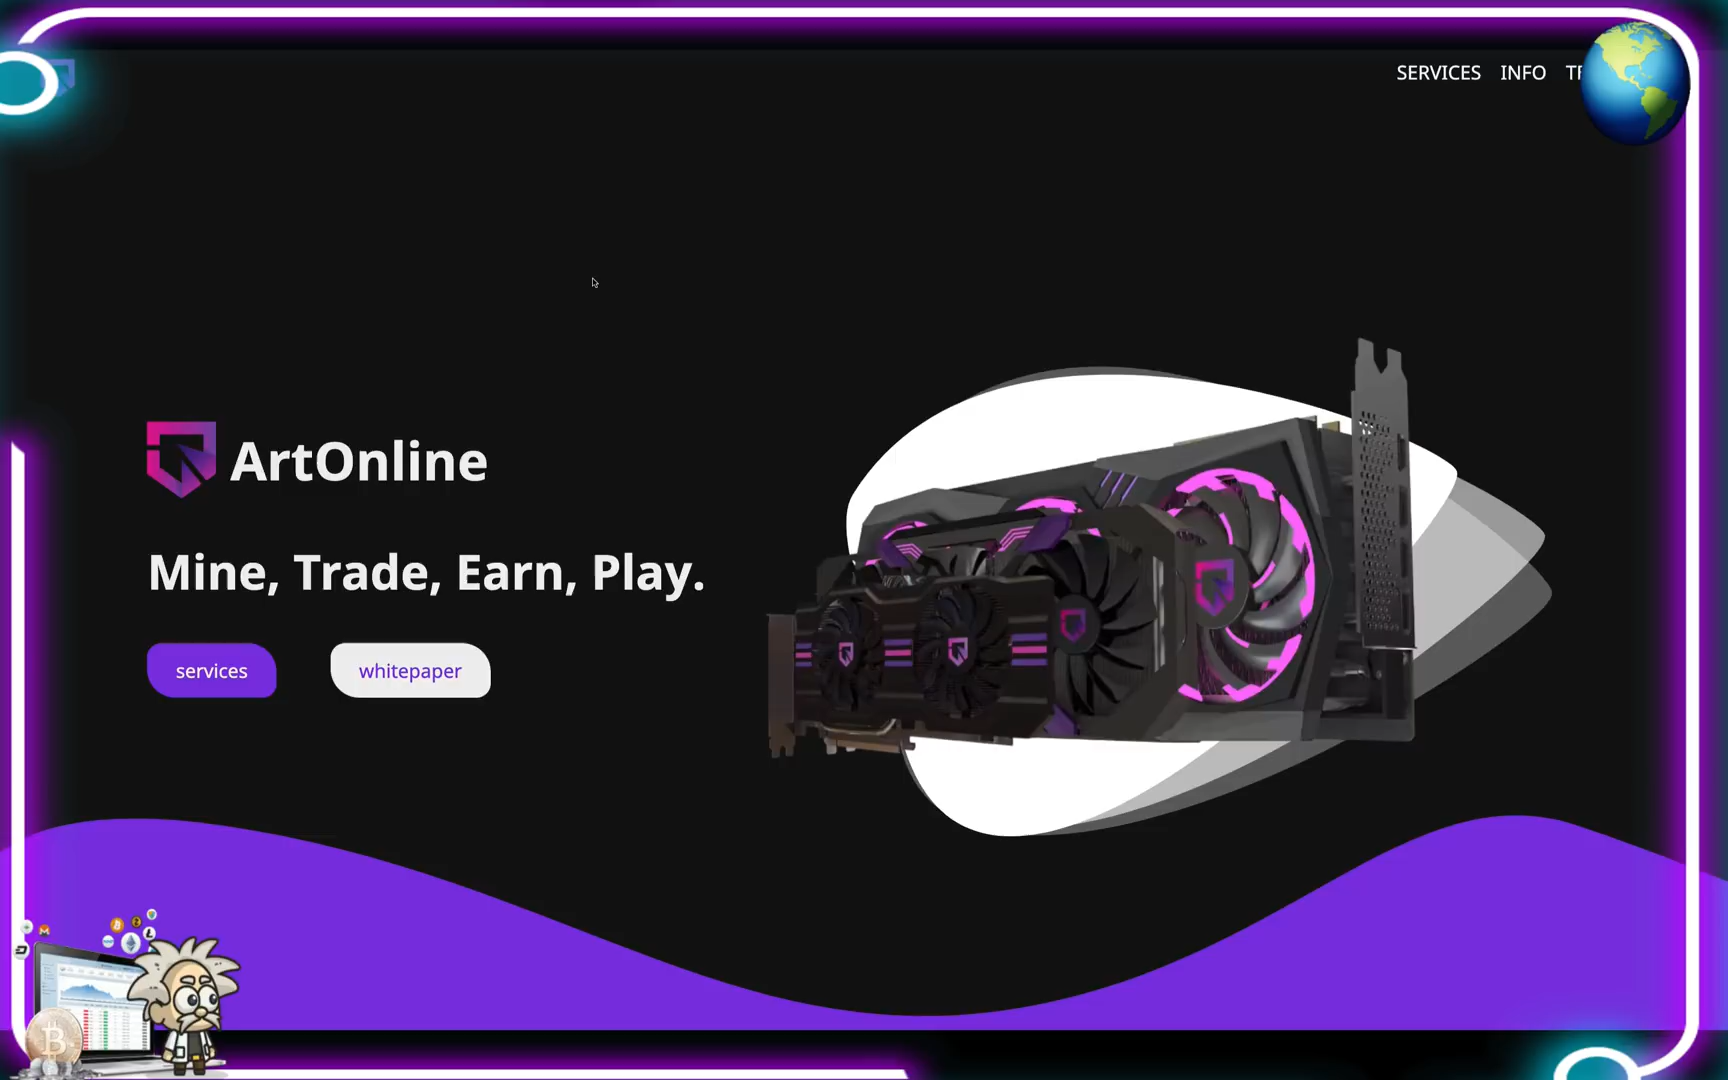 SERVICES INFO
ArtOnline
Mine, Trade, Earn, Play.
services whitepaper